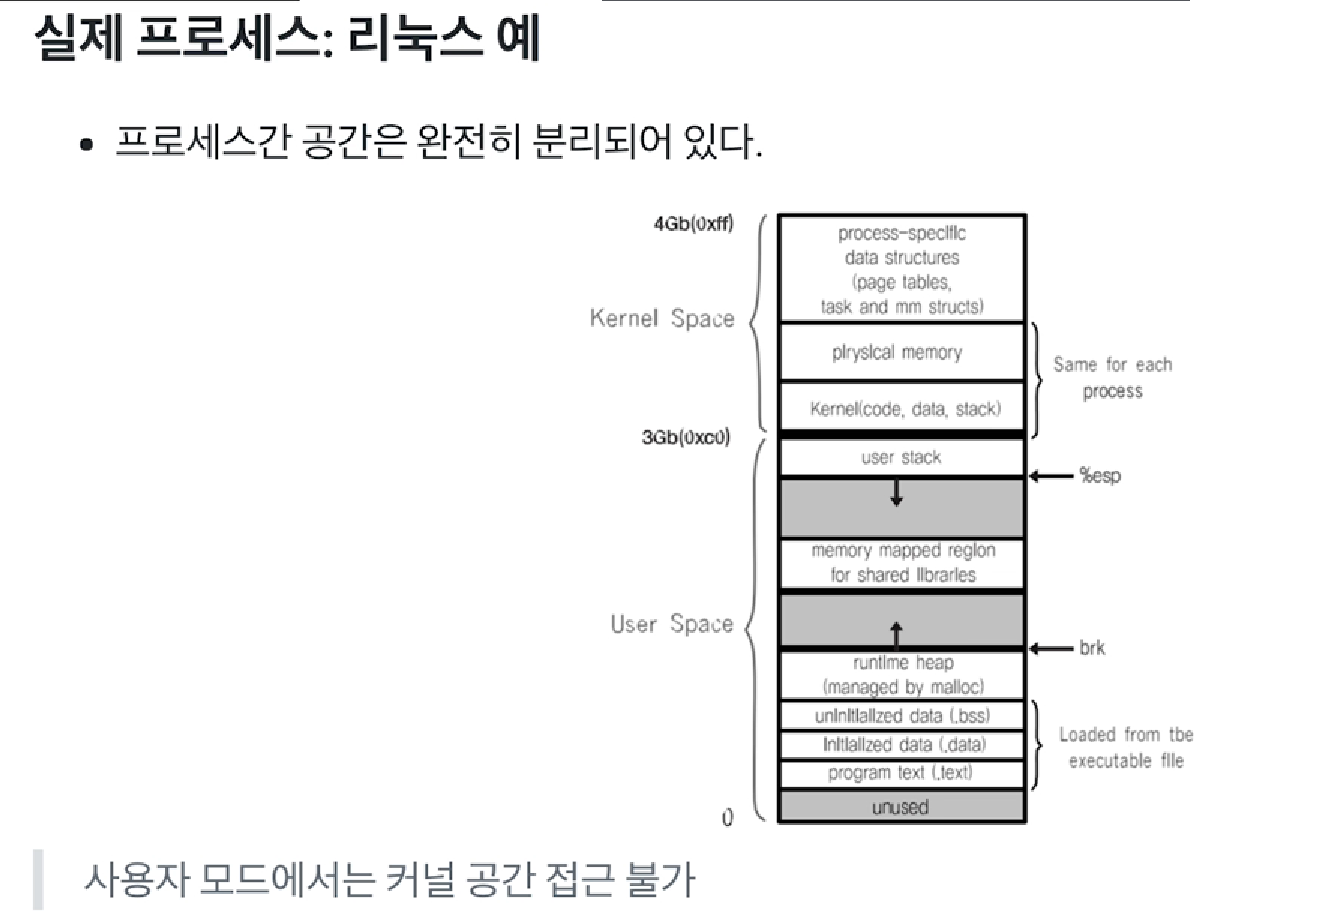 실제 프로세스: 리눅스 예
• 프로세스간 공간은 완전히 분리되어 있다.
4Gb(0xff)
Kernel Space
process-specific
data structures
(page tables,
task and mm structs)
plryslcal memory
Kernel(code, data, stack)
Same for each
process
3Gb(0xc0)
user stack
%esp
memory mapped region
for shared libraries
User Space
brk
runtime heap
(managed by malloc)
uninitialized data (.bss)
Initialized data (.data)
program text (.text)
Loaded from tbe
executable file
unused
0
사용자 모드에서는 커널 공간 접근 불가